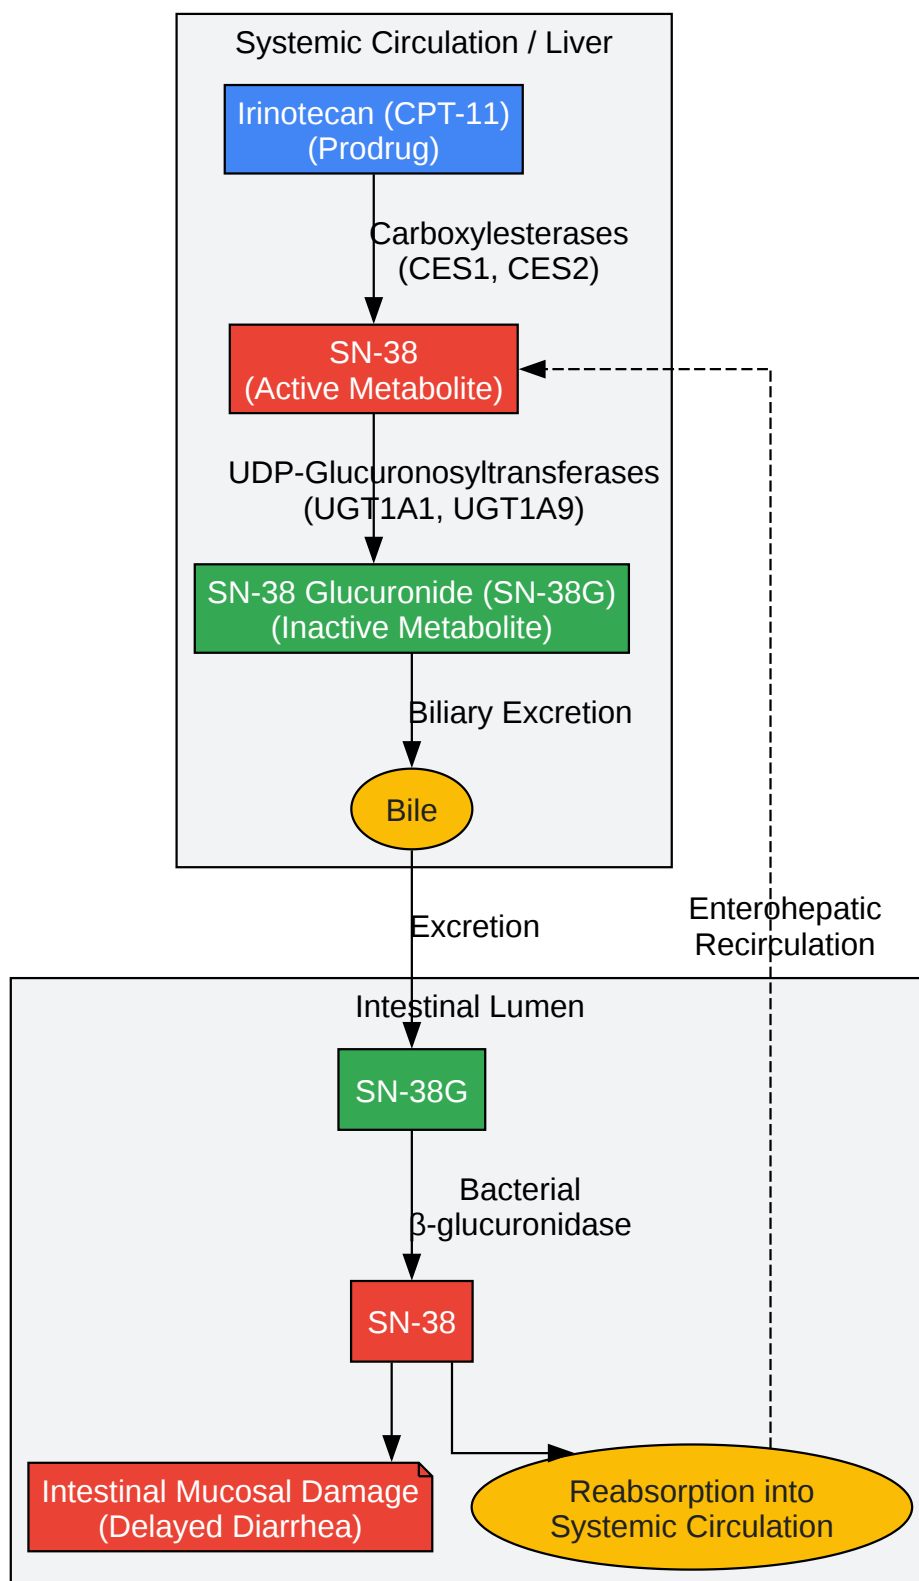 Systemic Circulation / Liver
Irinotecan (CPT-11)
(Prodrug)
Carboxylesterases
(CES1, CES2)
SN-38
(Active Metabolite)
UDP-Glucuronosyltransferases
(UGT1A1, UGT1A9)
SN-38 Glucuronide (SN-38G)
(Inactive Metabolite)
Biliary Excretion
Bile
Excretion
Enterohepatic
Recirculation
Intestinal Lumen
SN-38G
Bacterial
β-glucuronidase
SN-38
Intestinal Mucosal Damage
(Delayed Diarrhea)
Reabsorption into
Systemic Circulation